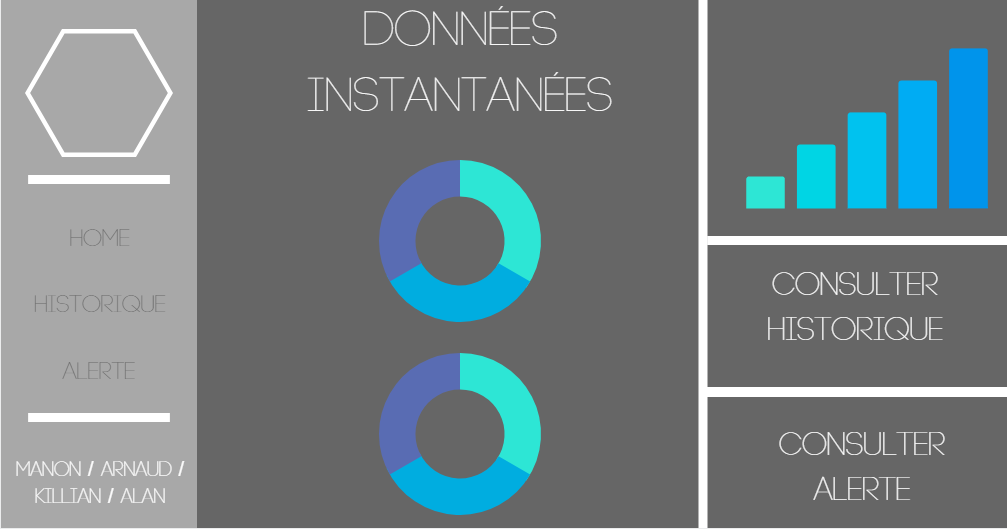 HOME
HISTORIQUE
ALERTE
MANON / ARNAUD /
KILLIAN / ALAN
DONNÉES
INSTANTANÉES
CONSULTER
HISTORIQUE
CONSULTER
ALERTE